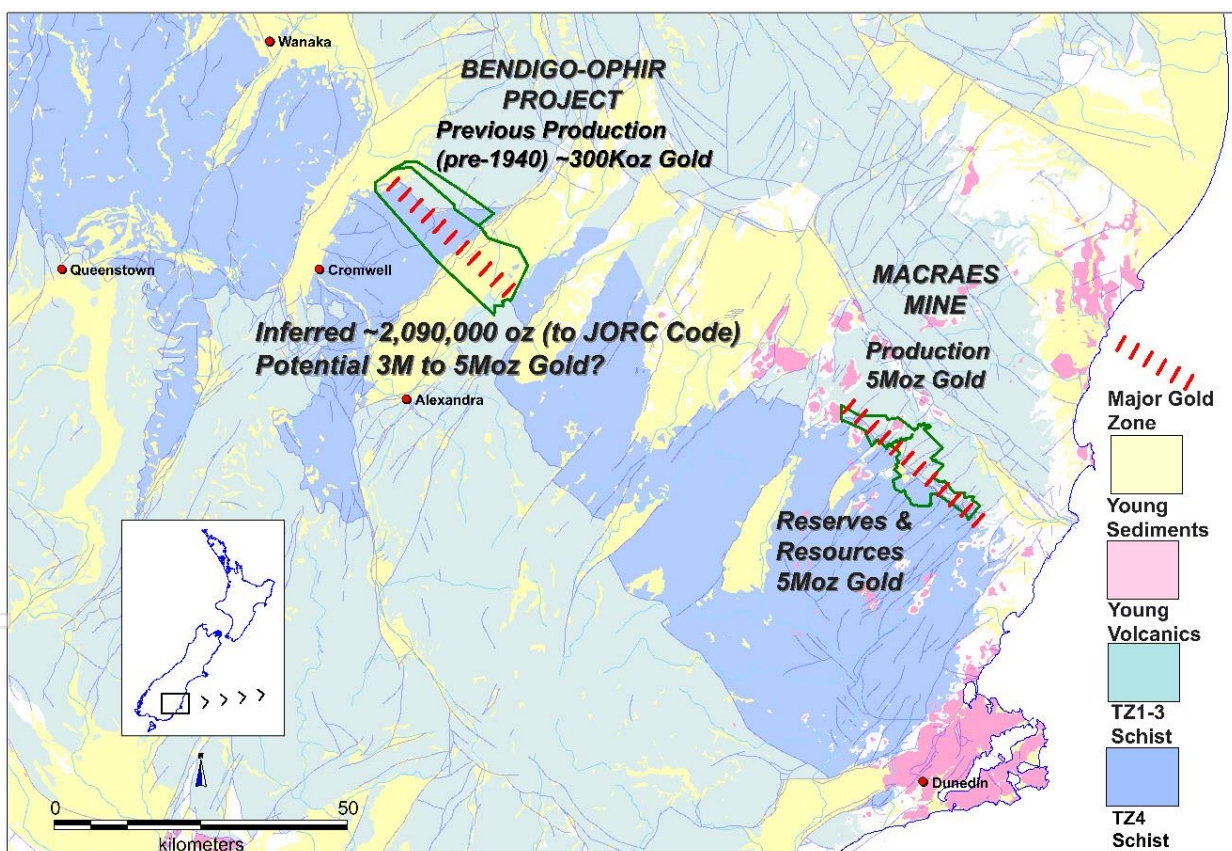 Wanaka
BENDIGO-OPHIR
PROJECT
Previous Production
(pre-1940) ~300Koz Gold
Queenstown
Cromwell
MACRAES
MINE
Inferred ~2,090,000 oz (to JORC Code)
Potential 3M to 5Moz Gold?
Production
5Moz Gold
Alexandra
Reserves &
Resources
5Moz Gold
Dunedin
0
50
kilometers
Major Gold
Zone
Young
Sediments
Young
Volcanics
TZ1-3
Schist
TZ4
Schist